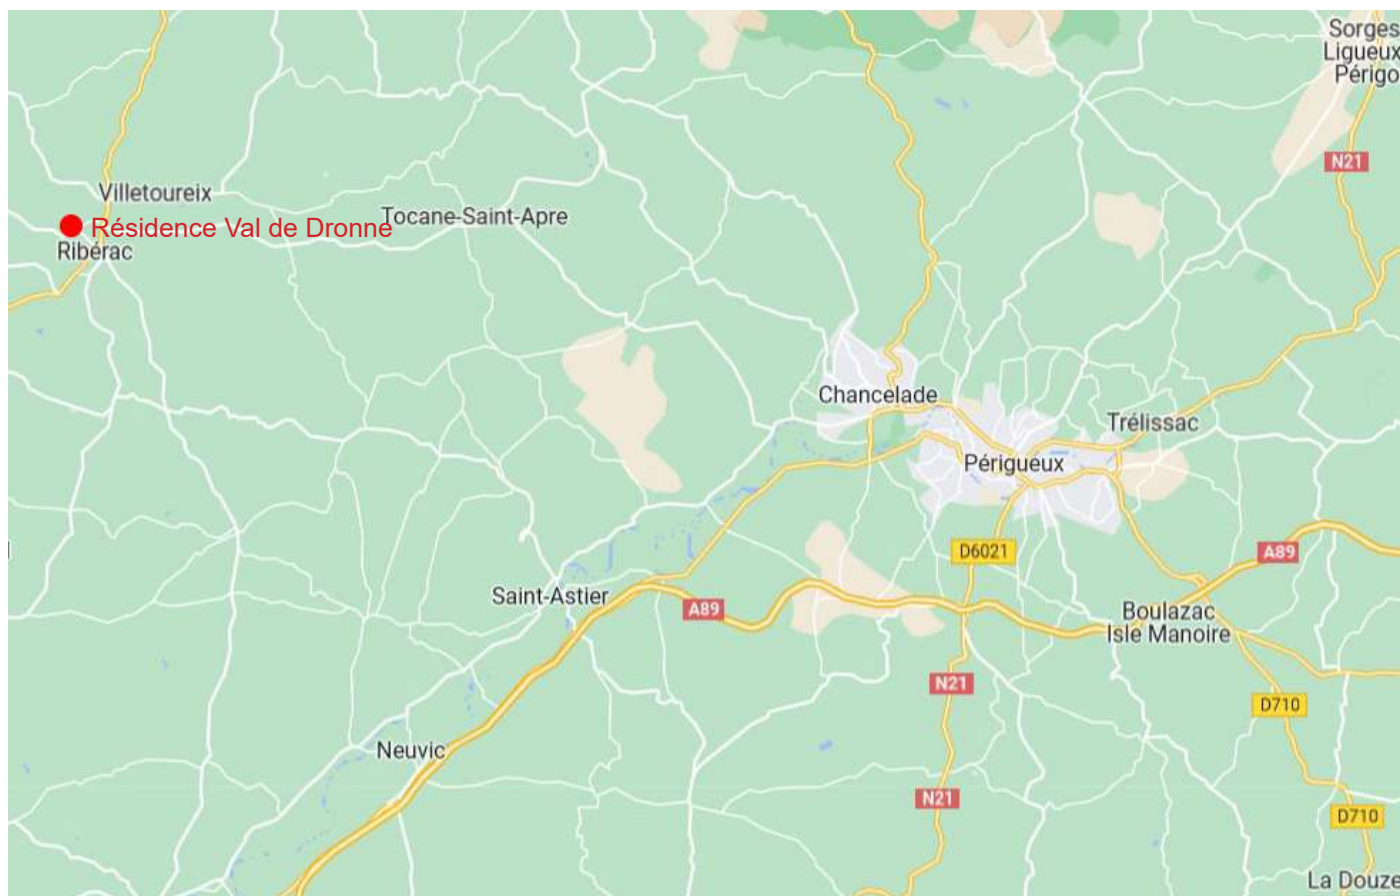 Sorges
Ligueux
Périgo
N21
Villetoureix
Résidence Val de Dronne
Tocane-Saint-Apre
Ribérac
Chancelade
Trélissac
Périgueux
D6021
A89
Saint-Astier
A89
Boulazac
Isle Manoire
N21
D710
Neuvic
N21
D710
La Douze